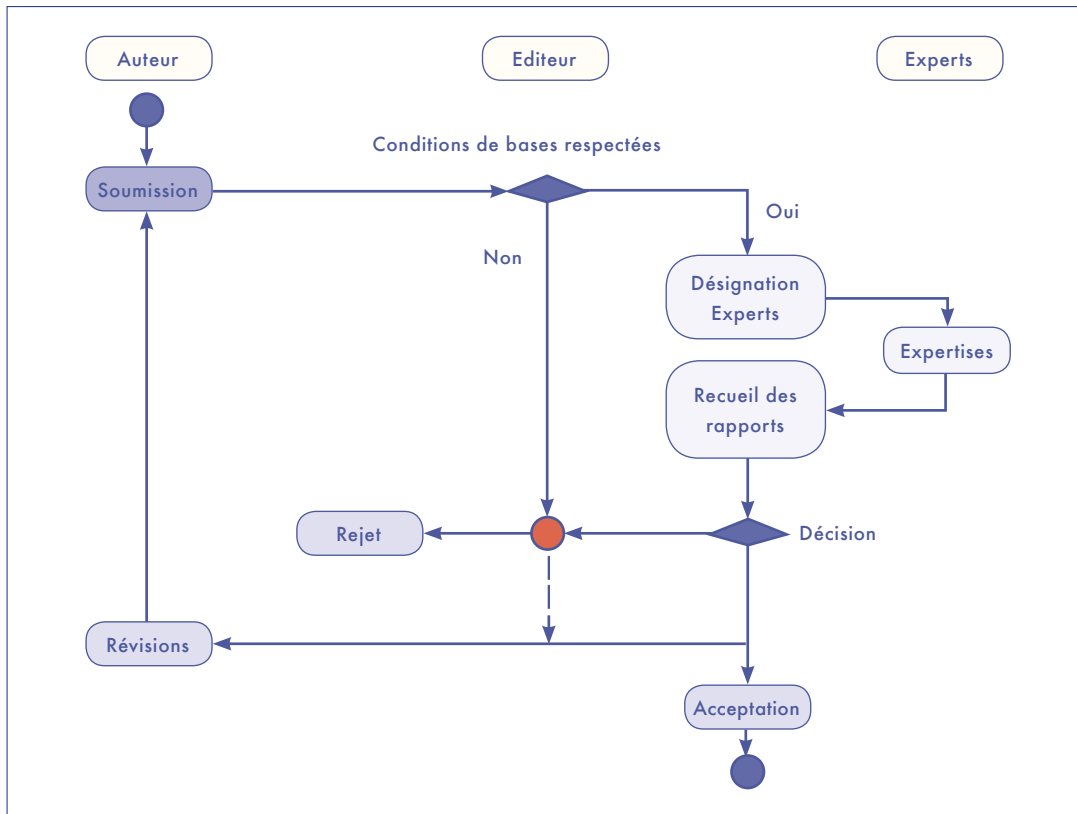 Auteur
Editeur
Experts
Conditions de bases respectées
Soumission
Oui
Non
Désignation
Experts
Expertises
Recueil des
rapports
Rejet
Décision
Révisions
Acceptation